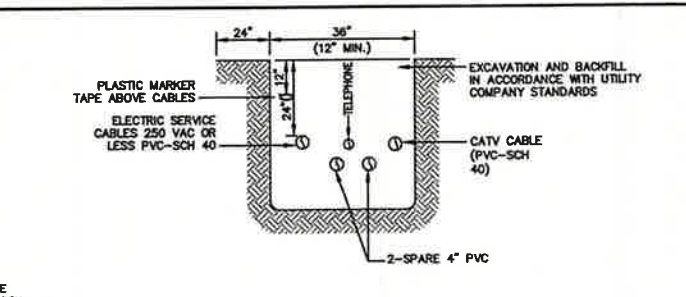 24"
36"
(12" MIN.)
PLASTIC MARKER
TAPE ABOVE CABLES
12"
24"
TELEPHONE
EXCAVATION AND BACKFILL
IN ACCORDANCE WITH UTILITY
COMPANY STANDARDS
ELECTRIC SERVICE
CABLES 250 VAC OR
LESS PVC-SCH 40
CATV CABLE
(PVC-SCH
40)
2-SPARE 4" PVC